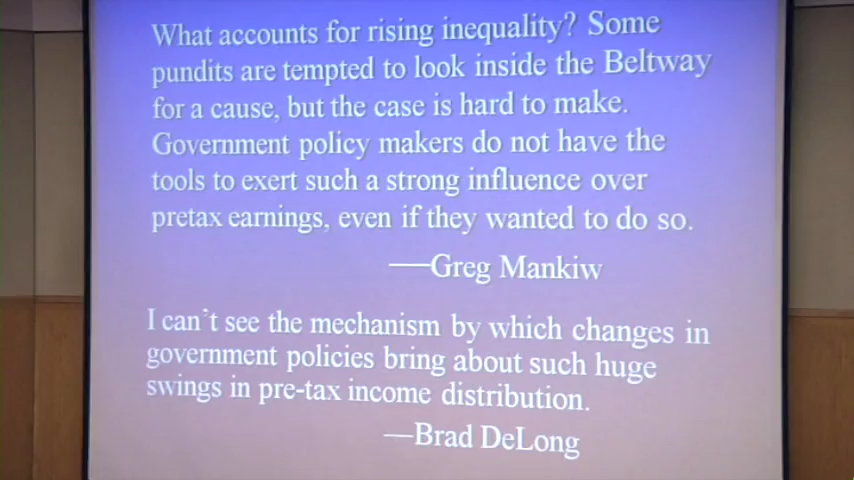 What accounts for rising inequality? Some
pundits are tempted to look inside the Beltway
for a cause, but the case is hard to make.
Government policy makers do not have the
tools to exert such a strong influence over
pretax earnings, even if they wanted to do so.
—Greg Mankiw
I can't see the mechanism by which changes in
government policies bring about such huge
swings in pre-tax income distribution.
—Brad DeLong